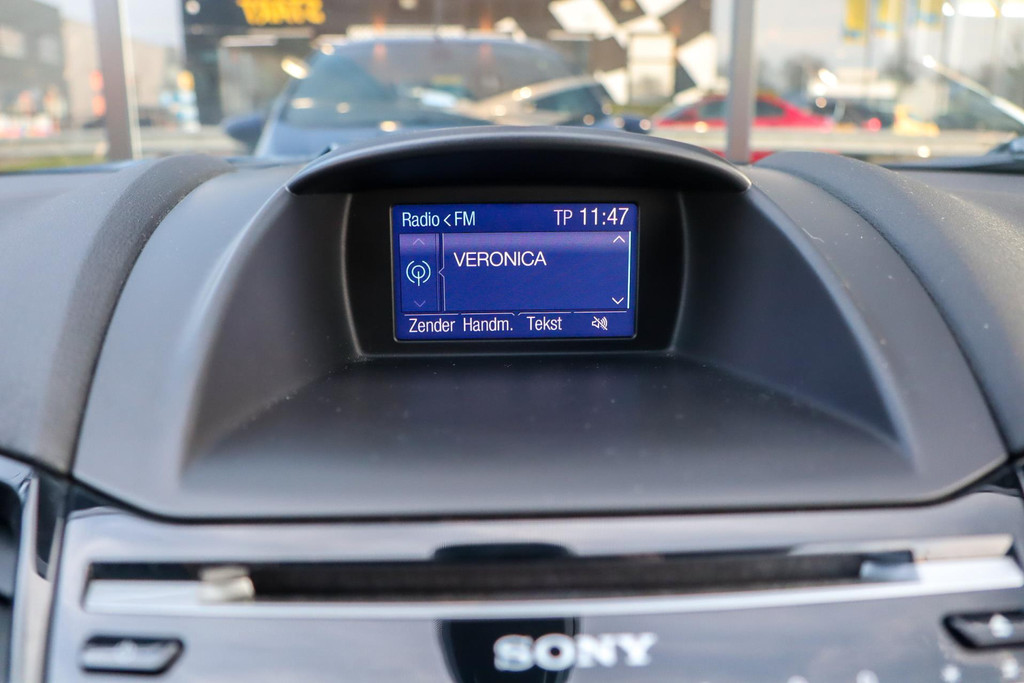 Radio < FM TP 11:47
VERONICA
Zender Handm. Tekst
SONY